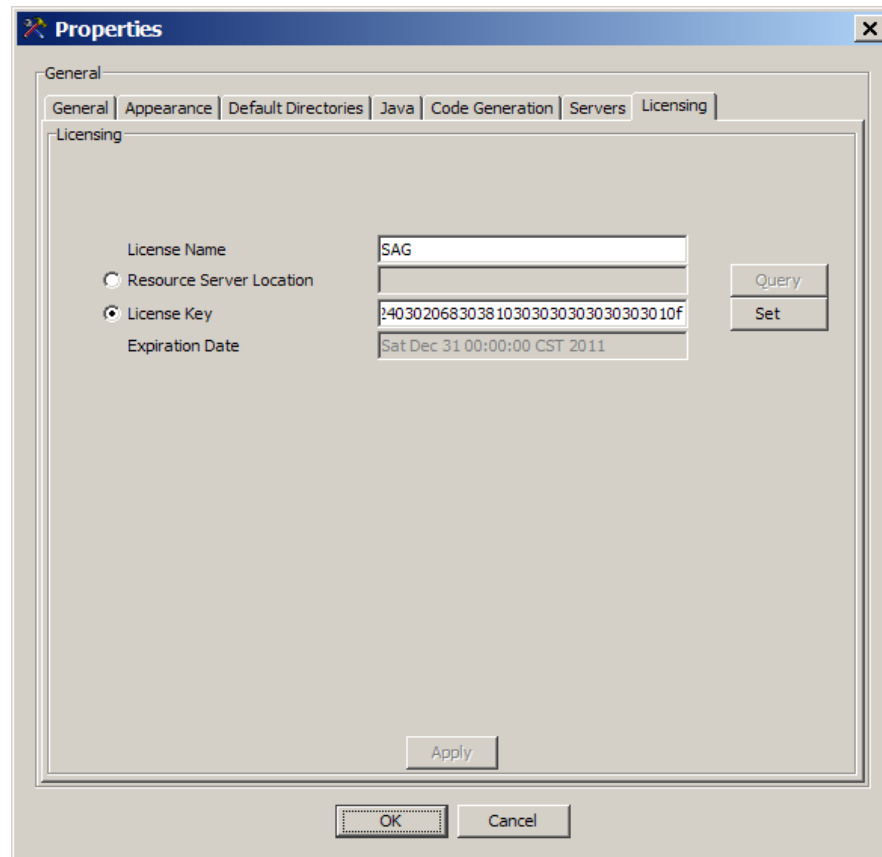 Properties
General
General Appearance Default Directories Java Code Generation Servers Licensing
Licensing
License Name SAG
Resource Server Location Query
License Key 2403020683038103030303030303030310f Set
Expiration Date Sat Dec 31 00:00:00 CST 2011
Apply
OK Cancel